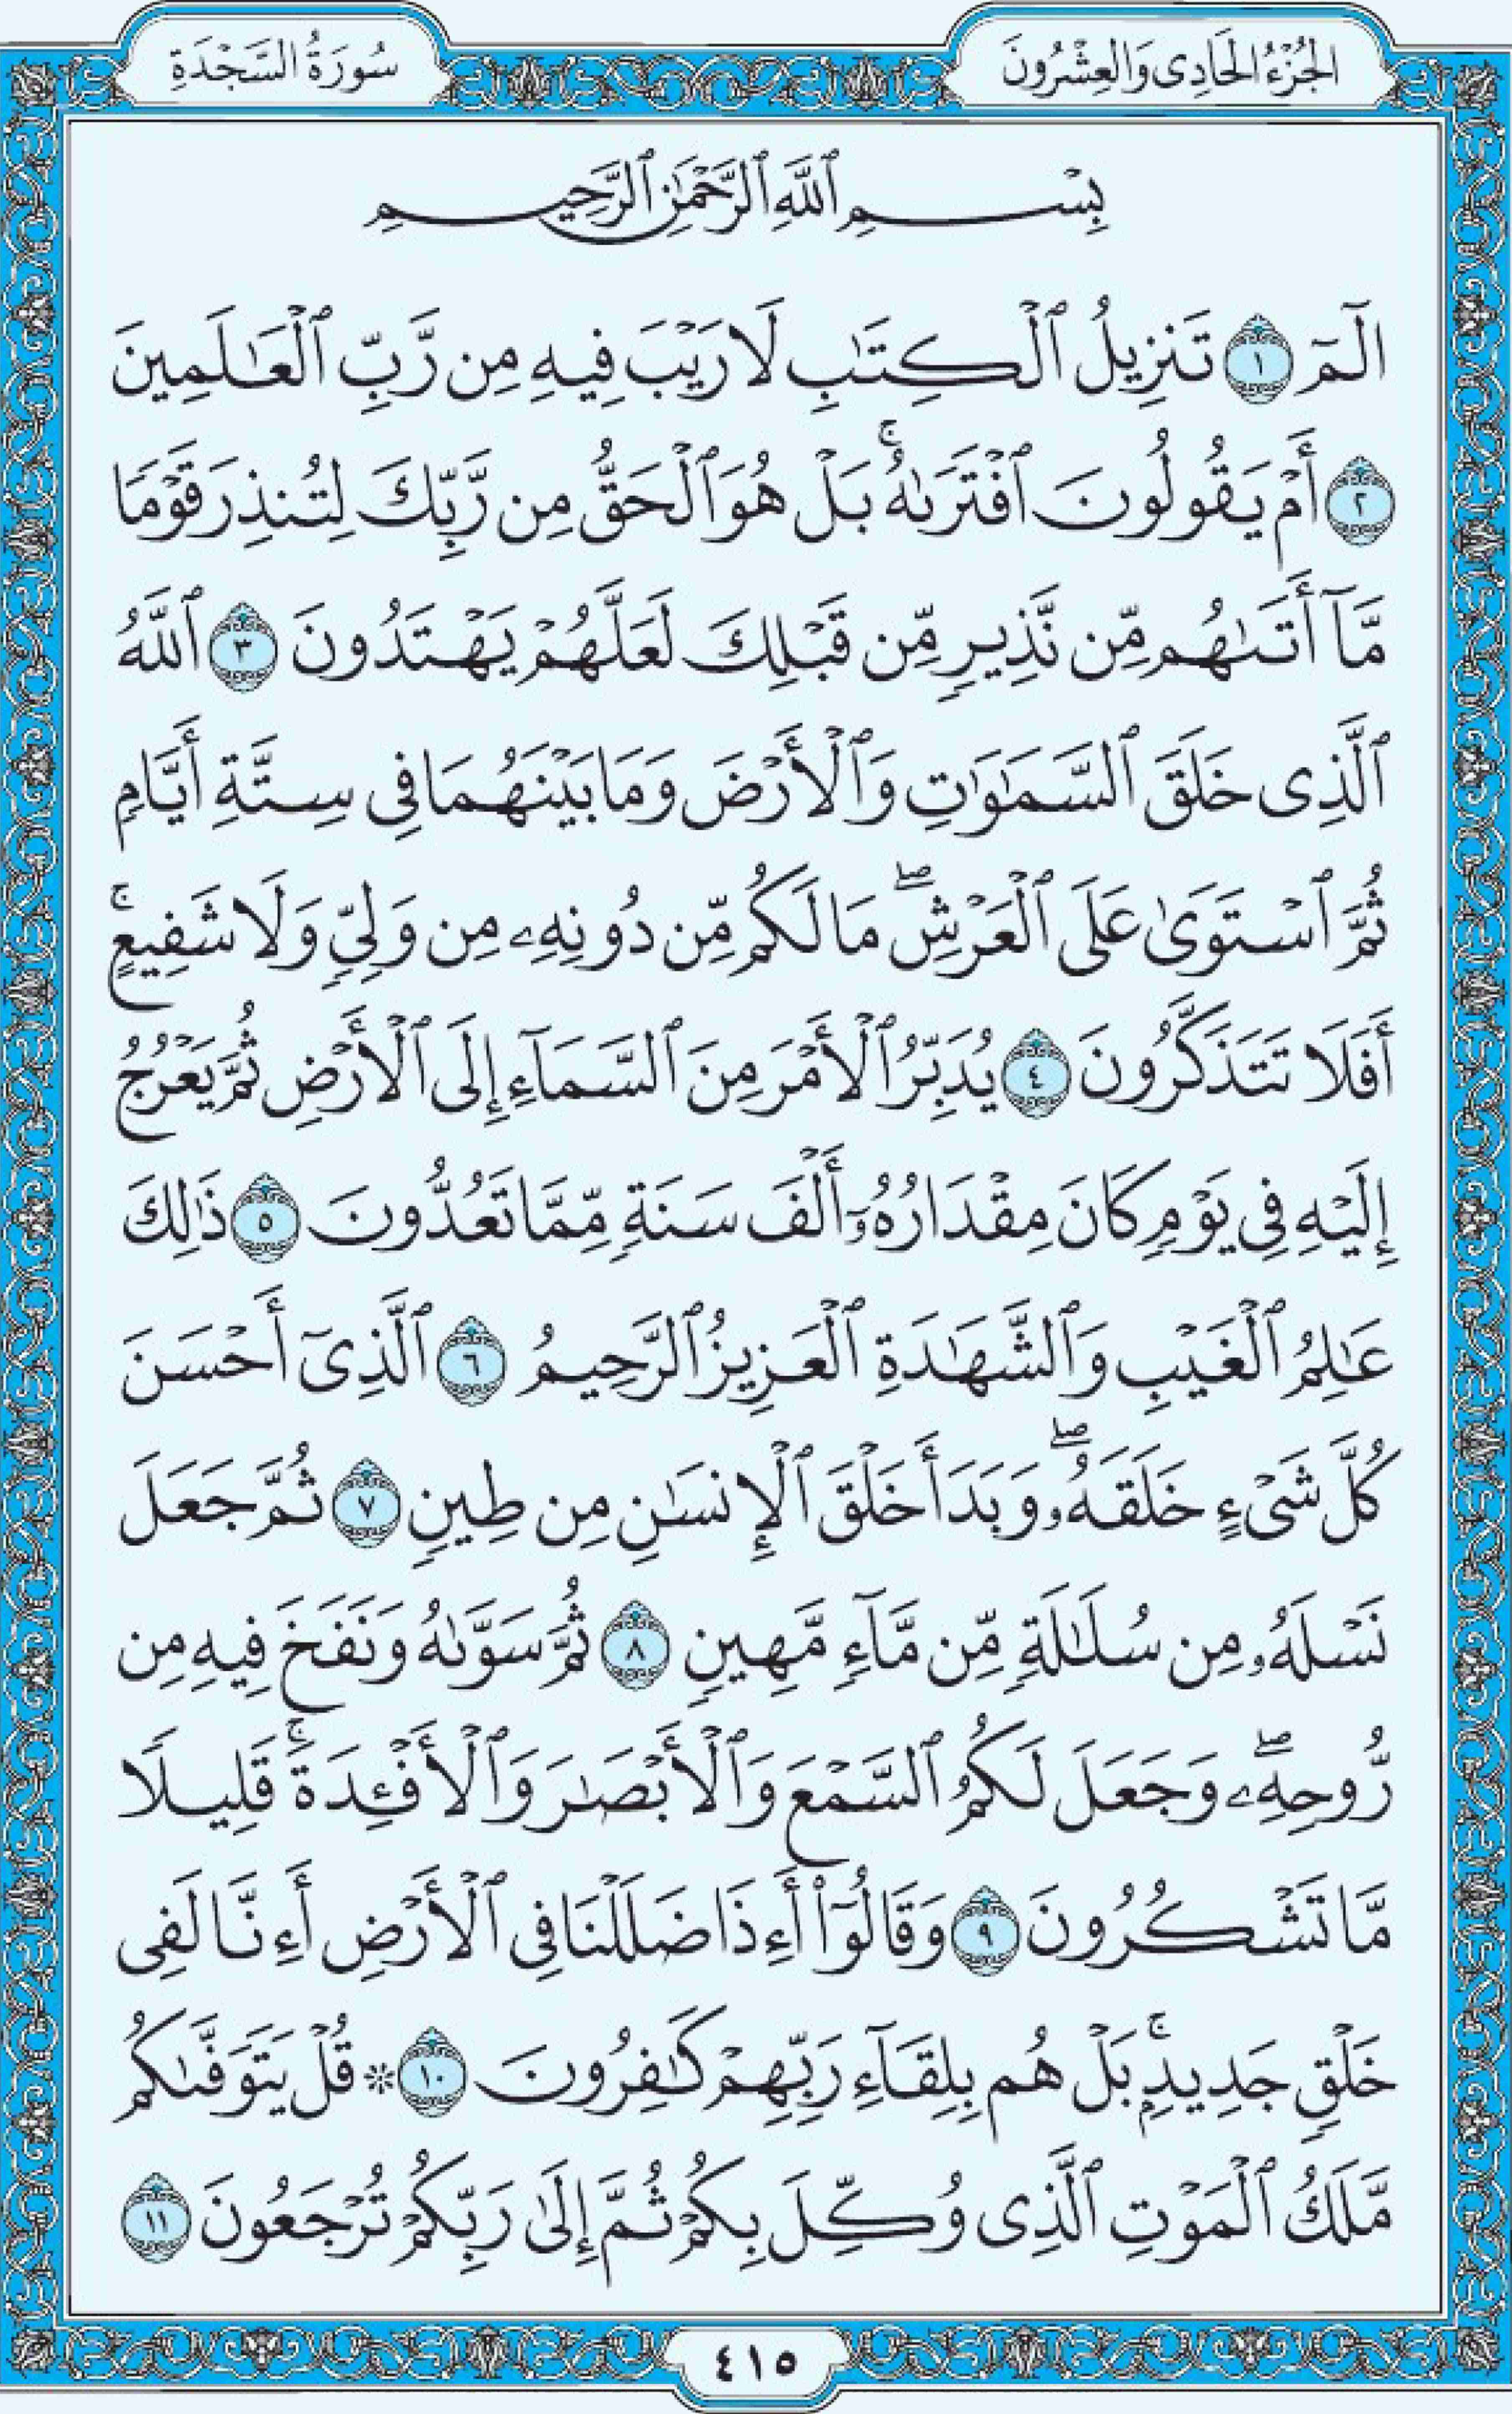 الجُزْءُ الحَادِى وَالعِشْرُونَ
سُورَةُ السَّجْدَةِ
بِسْمِ ٱللَّهِ ٱلرَّحْمَٰنِ ٱلرَّحِيمِ
الٓمٓ ١ تَنزِيلُ ٱلْكِتَٰبِ لَا رَيْبَ فِيهِ مِن رَّبِّ ٱلْعَٰلَمِينَ
٢ أَمْ يَقُولُونَ ٱفْتَرَىٰهُ ۚ بَلْ هُوَ ٱلْحَقُّ مِن رَّبِّكَ لِتُنذِرَ قَوْمًا
مَّآ أَتَىٰهُم مِّن نَّذِيرٍ مِّن قَبْلِكَ لَعَلَّهُمْ يَهْتَدُونَ ٣ ٱللَّهُ
ٱلَّذِى خَلَقَ ٱلسَّمَٰوَٰتِ وَٱلْأَرْضَ وَمَا بَيْنَهُمَا فِى سِتَّةِ أَيَّامٍ
ثُمَّ ٱسْتَوَىٰ عَلَى ٱلْعَرْشِ ۖ مَا لَكُم مِّن دُونِهِۦ مِن وَلِىٍّ وَلَا شَفِيعٍ ۚ
أَفَلَا تَتَذَكَّرُونَ ٤ يُدَبِّرُ ٱلْأَمْرَ مِنَ ٱلسَّمَآءِ إِلَى ٱلْأَرْضِ ثُمَّ يَعْرُجُ
إِلَيْهِ فِى يَوْمٍ كَانَ مِقْدَارُهُۥٓ أَلْفَ سَنَةٍ مِّمَّا تَعُدُّونَ ٥ ذَٰلِكَ
عَٰلِمُ ٱلْغَيْبِ وَٱلشَّهَٰدَةِ ٱلْعَزِيزُ ٱلرَّحِيمُ ٦ ٱلَّذِىٓ أَحْسَنَ
كُلَّ شَىْءٍ خَلَقَهُۥ ۖ وَبَدَأَ خَلْقَ ٱلْإِنسَٰنِ مِن طِينٍ ٧ ثُمَّ جَعَلَ
نَسْلَهُۥ مِن سُلَٰلَةٍ مِّن مَّآءٍ مَّهِينٍ ٨ ثُمَّ سَوَّىٰهُ وَنَفَخَ فِيهِ مِن
رُّوحِهِۦ ۖ وَجَعَلَ لَكُمُ ٱلسَّمْعَ وَٱلْأَبْصَٰرَ وَٱلْأَفْـِٔدَةَ ۚ قَلِيلًا
مَّا تَشْكُرُونَ ٩ وَقَالُوٓا۟ أَءِذَا ضَلَلْنَا فِى ٱلْأَرْضِ أَءِنَّا لَفِى
خَلْقٍ جَدِيدٍۭ ۚ بَلْ هُم بِلِقَآءِ رَبِّهِمْ كَٰفِرُونَ ١٠ ۞ قُلْ يَتَوَفَّىٰكُم
مَّلَكُ ٱلْمَوْتِ ٱلَّذِى وُكِّلَ بِكُمْ ثُمَّ إِلَىٰ رَبِّكُمْ تُرْجَعُونَ ١١
٤١٥